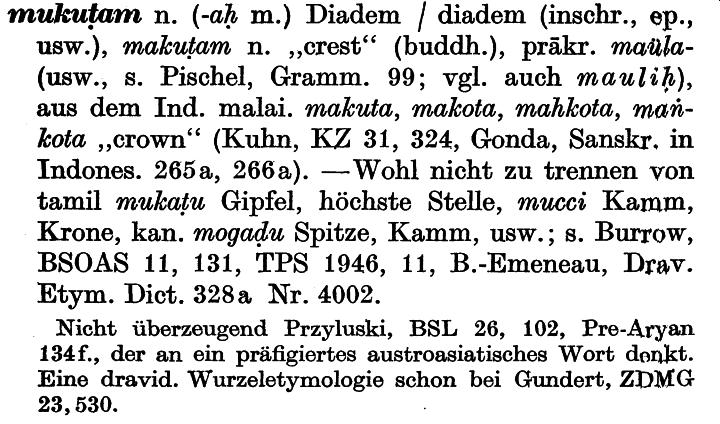 mukuṭam n. (-aḥ m.) Diadem / diadem (inschr., ep.,
usw.), makuṭam n. „crest“ (buddh.), prākr. maüḷa-
(usw., s. Pischel, Gramm. 99; vgl. auch mauliḥ),
aus dem Ind. malai. makuta, makota, mahkota, maṅ-
kota „crown“ (Kuhn, KZ 31, 324, Gonda, Sanskr. in
Indones. 265a, 266a). —Wohl nicht zu trennen von
tamil mukaṭu Gipfel, höchste Stelle, mucci Kamm,
Krone, kan. mogaḍu Spitze, Kamm, usw.; s. Burrow,
BSOAS 11, 131, TPS 1946, 11, B.-Emeneau, Drav.
Etym. Dict. 328a Nr. 4002.
Nicht überzeugend Przyluski, BSL 26, 102, Pre-Aryan
134f., der an ein präfigiertes austroasiatisches Wort denkt.
Eine dravid. Wurzeletymologie schon bei Gundert, ZDMG
23,530.